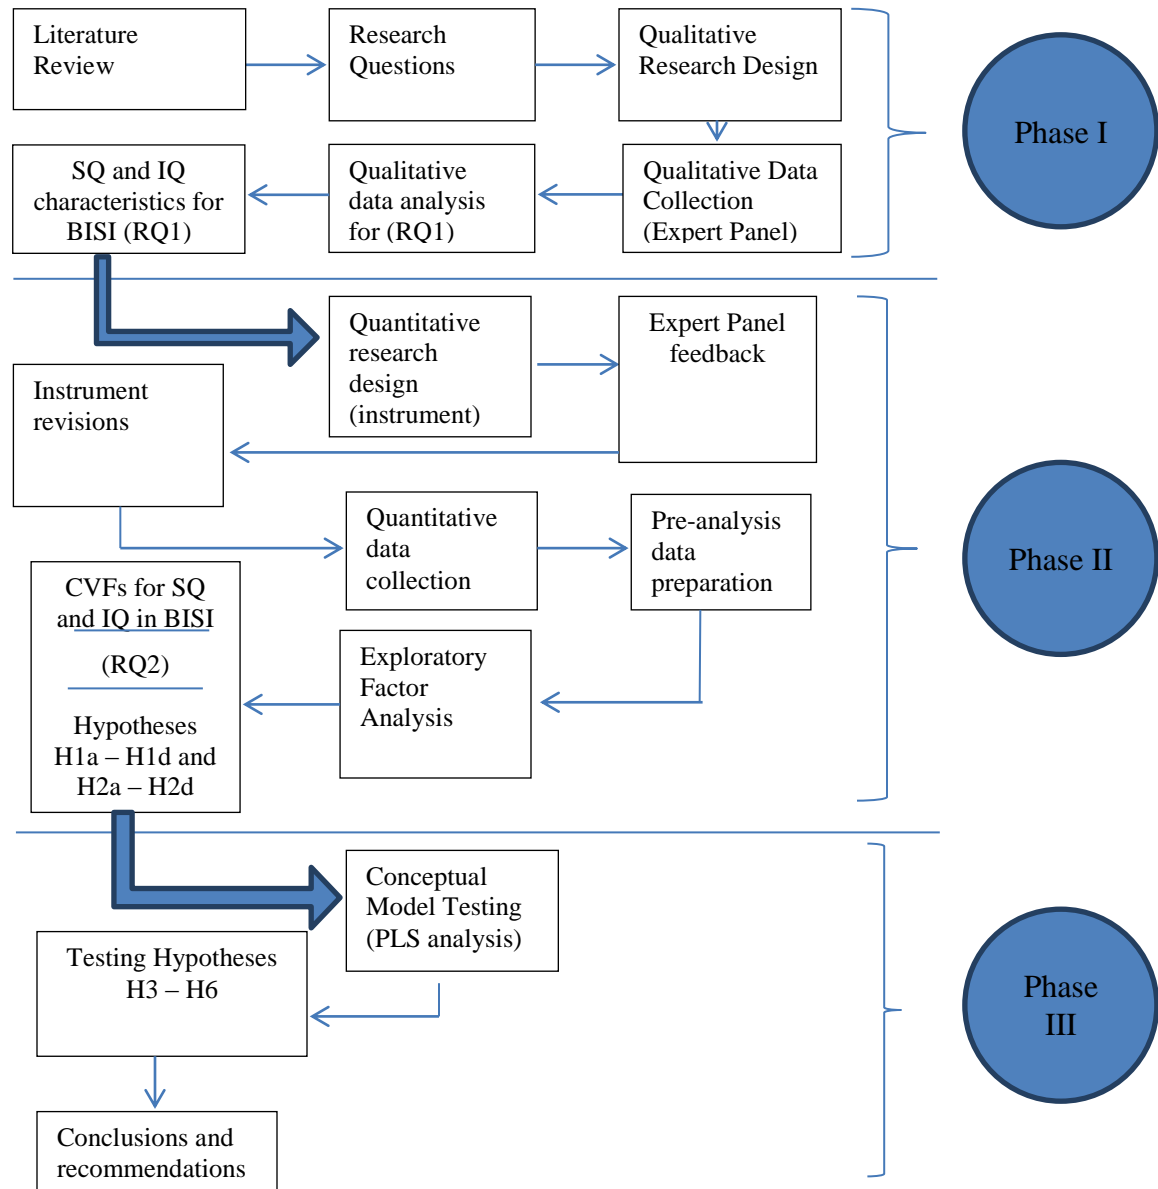 Literature
Review
Research
Questions
Qualitative
Research Design
Phase I
SQ and IQ
characteristics for
BISI (RQ1)
Qualitative
data analysis
for (RQ1)
Qualitative Data
Collection
(Expert Panel)
Quantitative
research
design
(instrument)
Expert Panel
feedback
Instrument
revisions
Phase II
Quantitative
data
collection
Pre-analysis
data
preparation
CVFs for SQ
and IQ in BISI
(RQ2)
Hypotheses
H1a – H1d and
H2a – H2d
Exploratory
Factor
Analysis
Conceptual
Model Testing
(PLS analysis)
Testing Hypotheses
H3 – H6
Phase
III
Conclusions and
recommendations